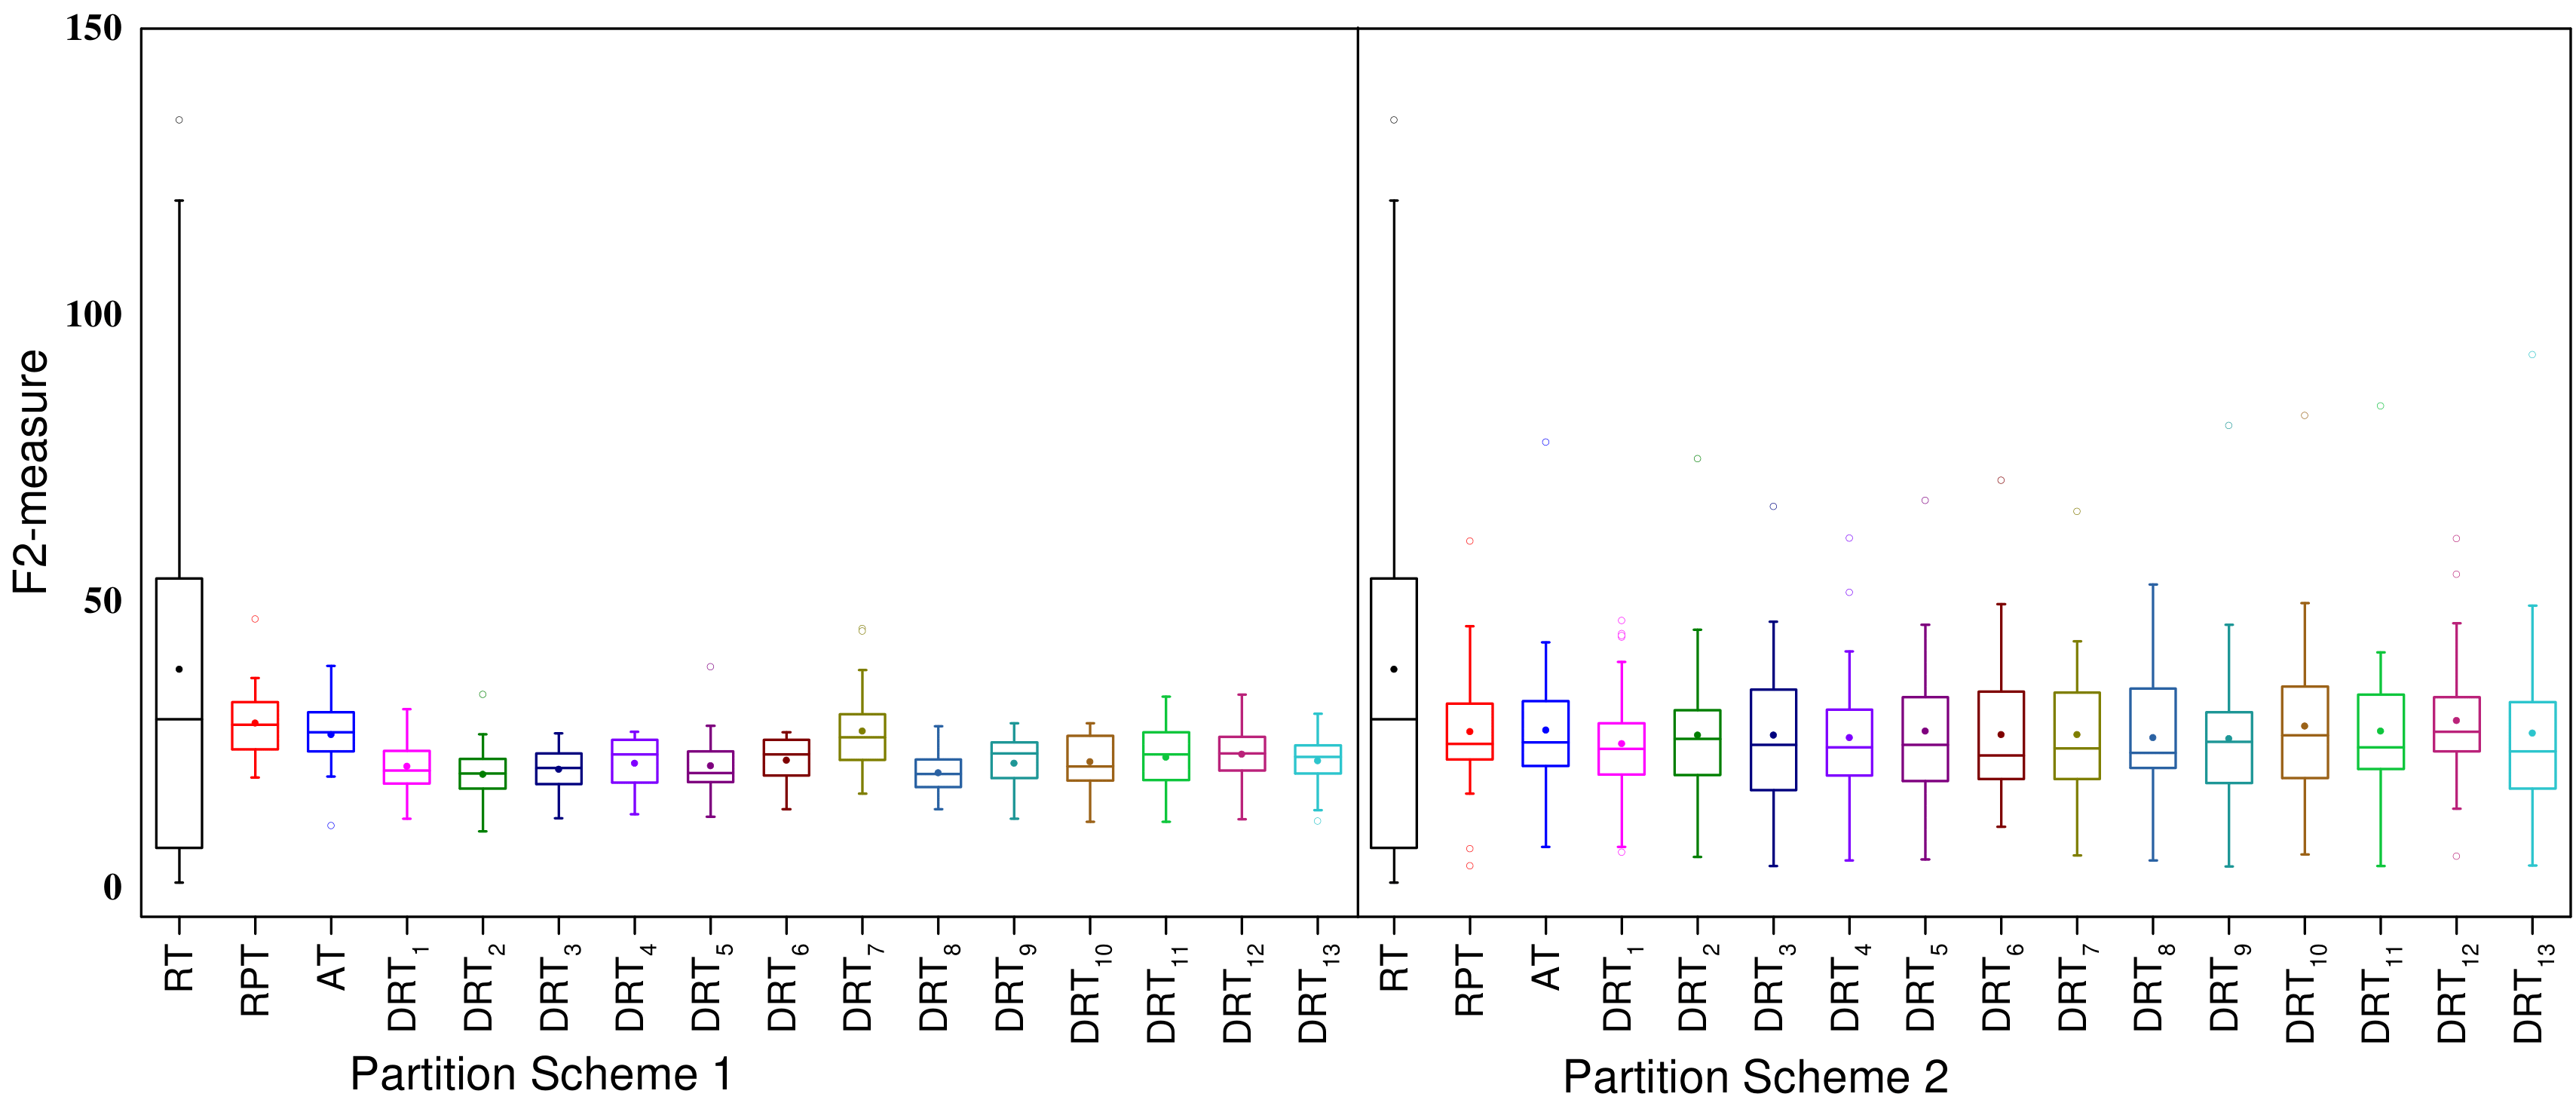 150
100
50
0
F2-measure
RT RPT AT DRT1 DRT2 DRT3 DRT4 DRT5 DRT6 DRT7 DRT8 DRT9 DRT10 DRT11 DRT12 DRT13
RT RPT AT DRT1 DRT2 DRT3 DRT4 DRT5 DRT6 DRT7 DRT8 DRT9 DRT10 DRT11 DRT12 DRT13
Partition Scheme 1
Partition Scheme 2